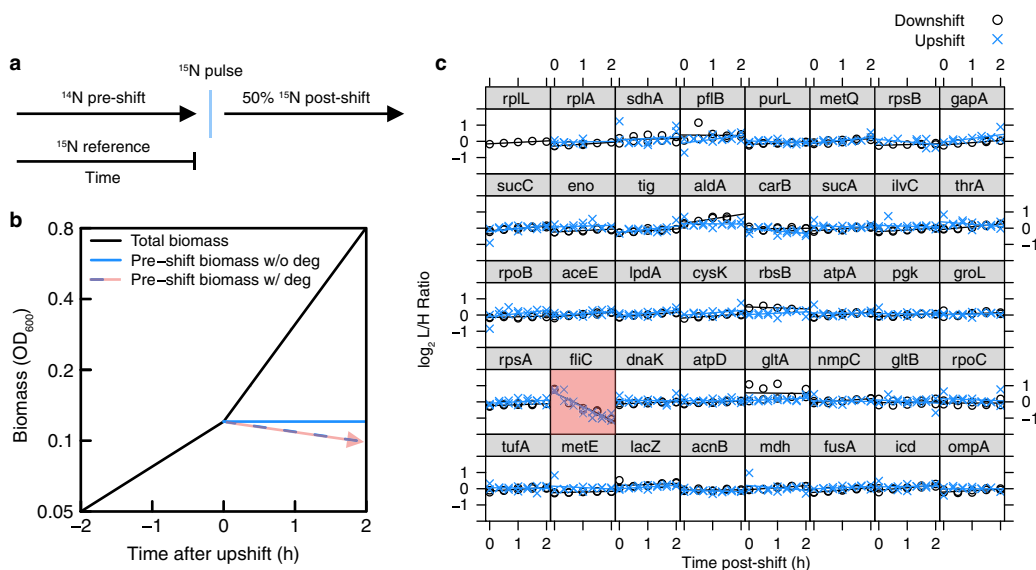 a
¹⁵N pulse
¹⁴N pre-shift
50% ¹⁵N post-shift
¹⁵N reference
Time
b
Biomass (OD₆₀₀)
0.8
0.4
0.2
0.1
0.05
Total biomass
Pre−shift biomass w/o deg
Pre−shift biomass w/ deg
−2 −1 0 1 2
Time after upshift (h)
c
Downshift
Upshift
0 1 2 0 1 2 0 1 2 0 1 2
rplL rplA sdhA pflB purL metQ rpsB gapA
1
0
−1
1
0
−1
sucC eno tig aldA carB sucA ilvC thrA
1
0
−1
rpoB aceE lpdA cysK rbsB atpA pgk groL
1
0
−1
rpsA fliC dnaK atpD gltA nmpC gltB rpoC
1
0
−1
tufA metE lacZ acnB mdh fusA icd ompA
1
0
−1
0 1 2 0 1 2 0 1 2 0 1 2
Time post-shift (h)
log₂ L/H Ratio